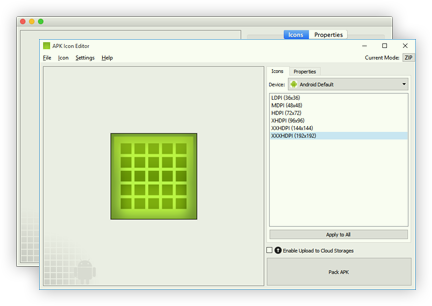 Icons Properties
APK Icon Editor
File Icon Settings Help Current Mode: ZIP
Icons Properties
Device: Android Default
LDPI (36x36)
MDPI (48x48)
HDPI (72x72)
XHDPI (96x96)
XXHDPI (144x144)
XXXHDPI (192x192)
Apply to All
Enable Upload to Cloud Storages
Pack APK